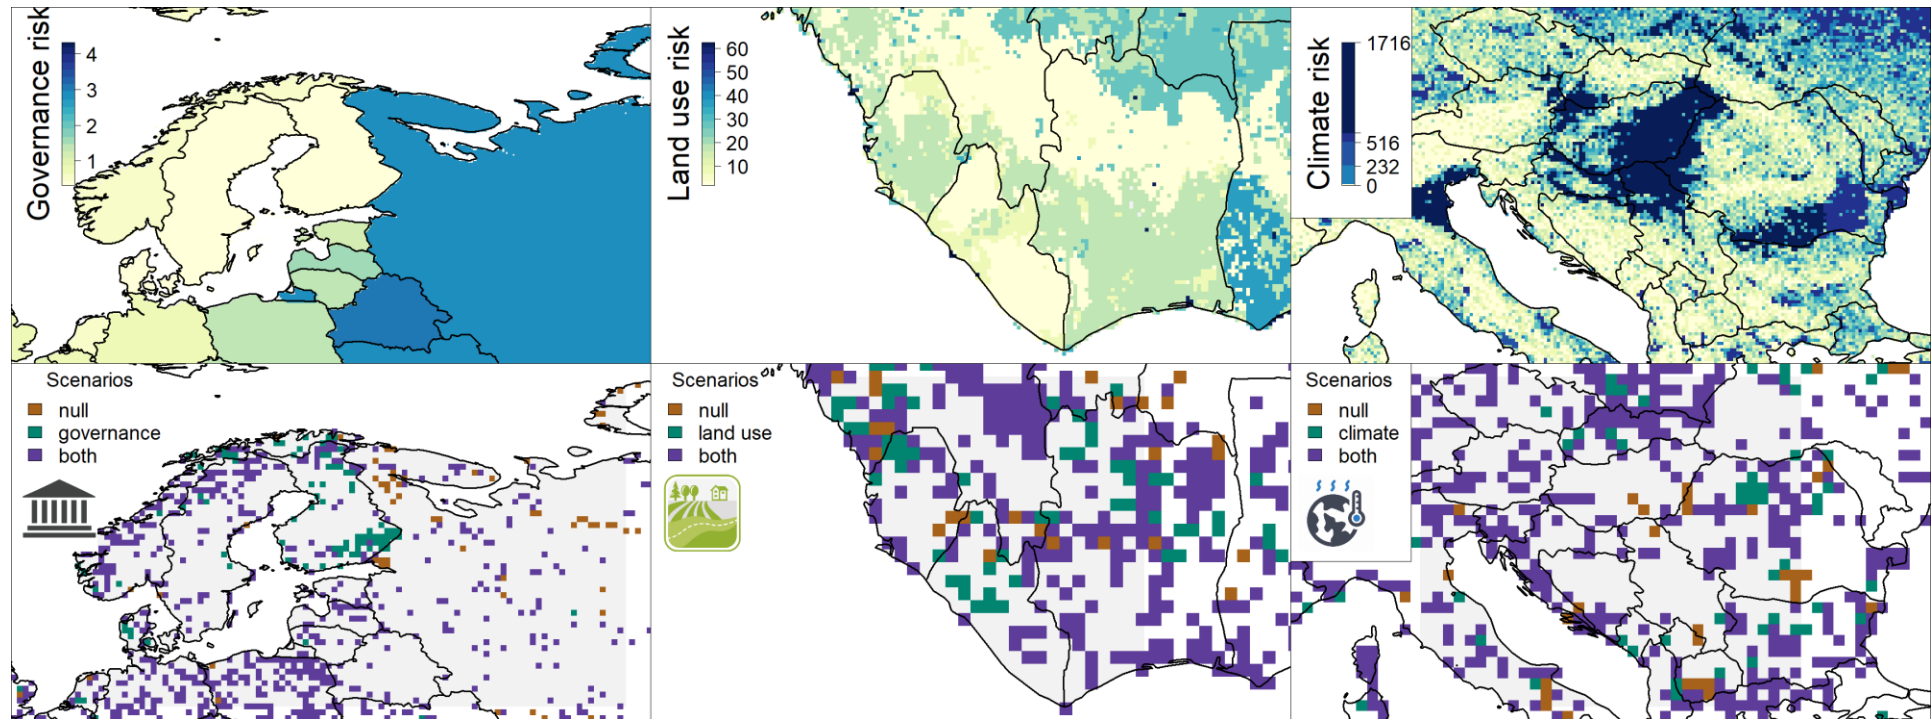 Governance risk
4
3
2
1
Land use risk
60
50
40
30
20
10
Climate risk
1716
516
232
0
Scenarios
null
governance
both
Scenarios
null
land use
both
Scenarios
null
climate
both